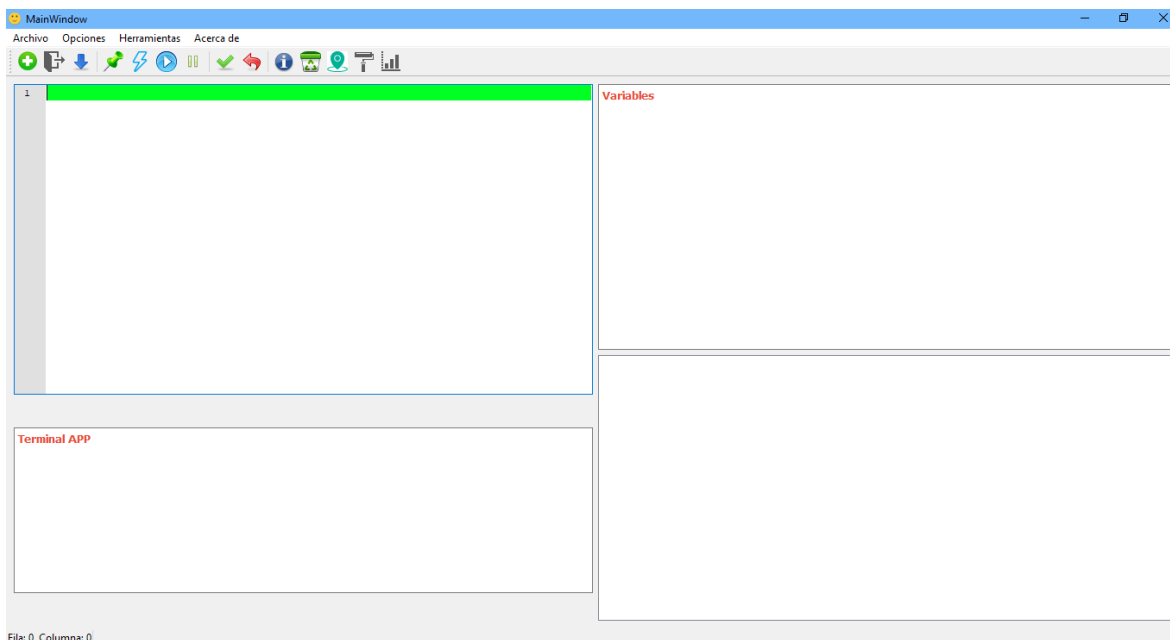 MainWindow
Archivo Opciones Herramientas Acerca de
1
Variables
Terminal APP
Fila: 0 Columna: 0